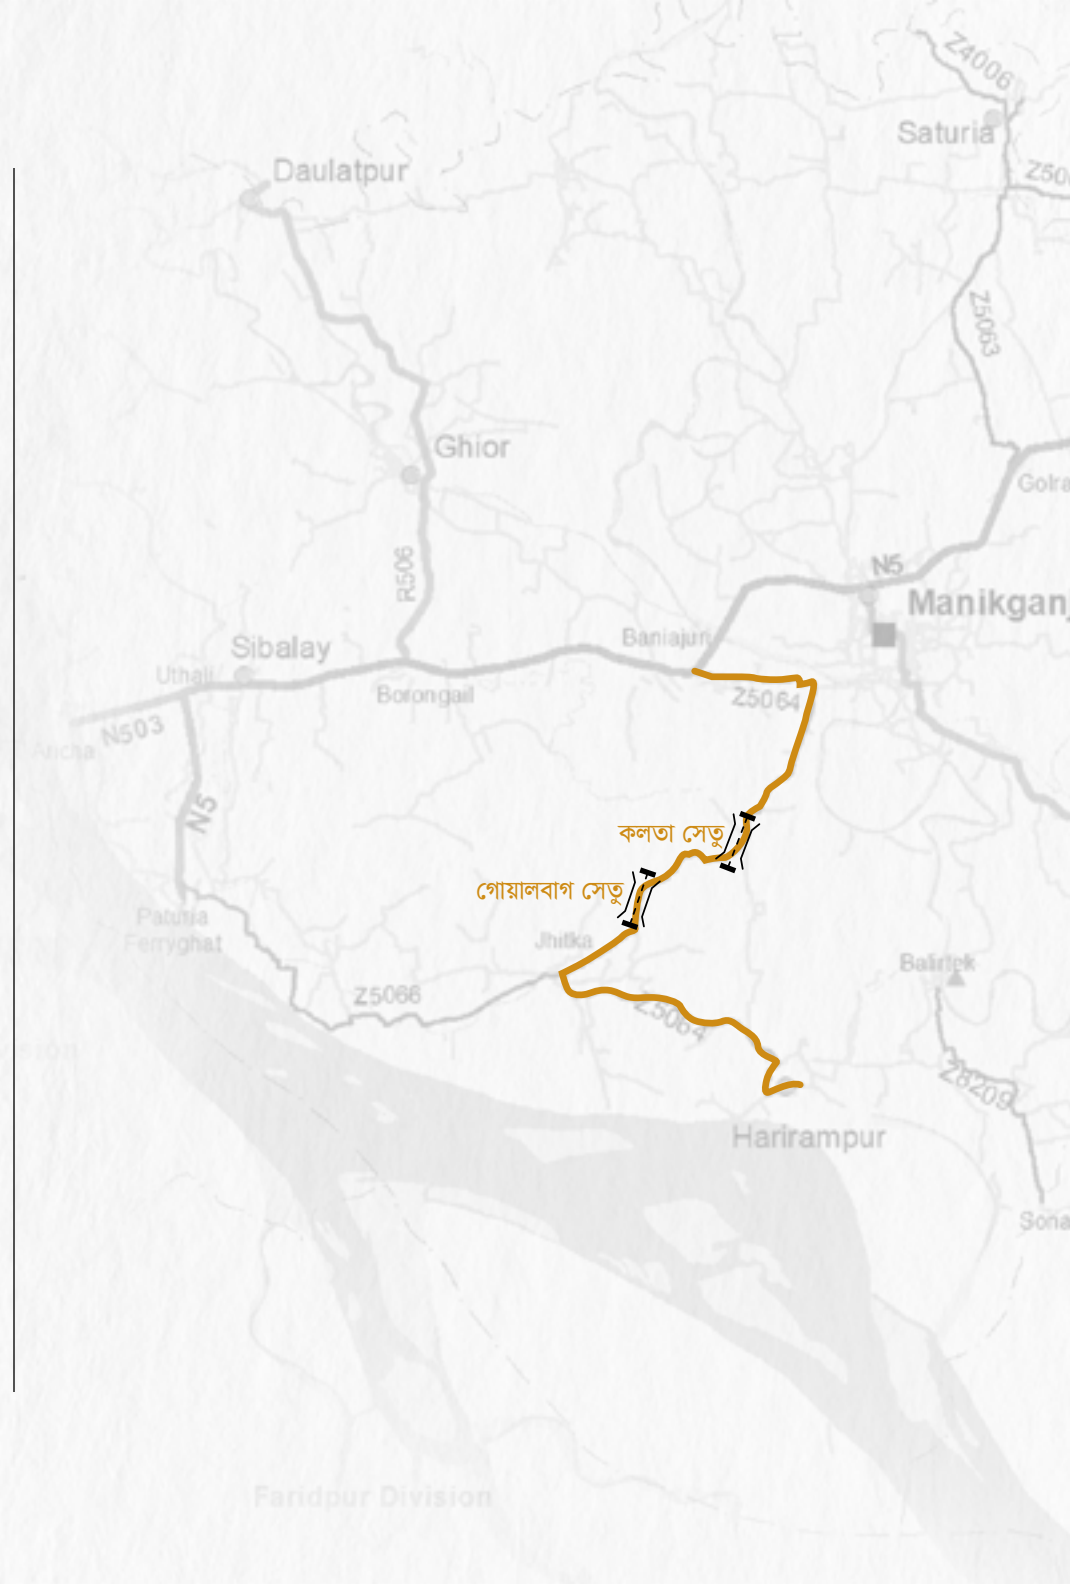 Z4006
Saturia
Daulatpur
Z5063
Ghior
Golra
R506
N5
Manikganj
Baniajuri
Sibalay
Uthali
Borongail
Z5064
N503
Aricha
N5
কলতা সেতু
গোয়ালবাগ সেতু
Paturia
Ferryghat
Jhitka
Balirtek
Z5066
Z5064
Z8209
Harirampur
Sona
Faridpur Division